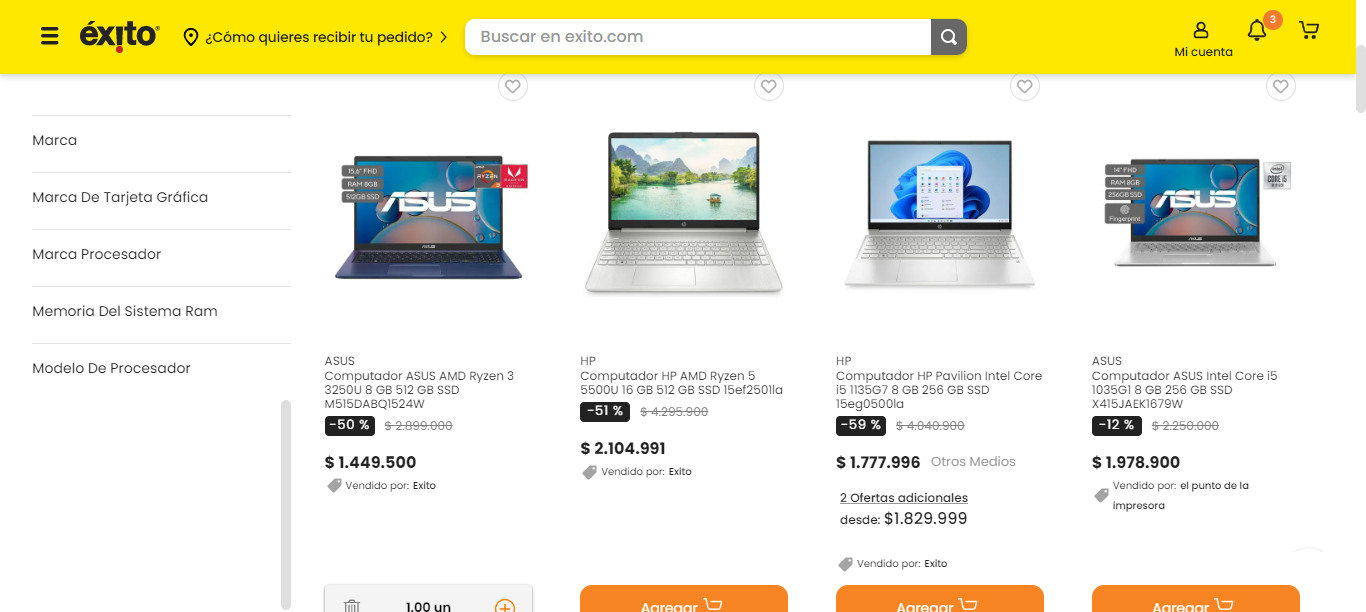 éxito
¿Cómo quieres recibir tu pedido?
Buscar en exito.com
Mi cuenta
3
Marca
Marca De Tarjeta Gráfica
Marca Procesador
Memoria Del Sistema Ram
Modelo De Procesador
15.6" FHD
RAM 8GB
512GB SSD
RYZEN
3
RADEON
ASUS
ASUS
ASUS
Computador ASUS AMD Ryzen 3
3250U 8 GB 512 GB SSD
M515DABQ1524W
-50 % $ 2.899.000
$ 1.449.500
Vendido por: Exito
1.00 un
HP
Computador HP AMD Ryzen 5
5500U 16 GB 512 GB SSD 15ef2501la
-51 % $ 4.295.900
$ 2.104.991
Vendido por: Exito
Agregar
HP
Computador HP Pavilion Intel Core
i5 1135G7 8 GB 256 GB SSD
15eg0500la
-59 % $ 4.040.900
$ 1.777.996 Otros Medios
2 Ofertas adicionales
desde: $1.829.999
Vendido por: Exito
Agregar
14" FHD
RAM 8GB
256GB SSD
Fingerprint
intel
CORE i5
ASUS
ASUS
ASUS
Computador ASUS Intel Core i5
1035G1 8 GB 256 GB SSD
X415JAEK1679W
-12 % $ 2.250.000
$ 1.978.900
Vendido por: el punto de la
impresora
Agregar